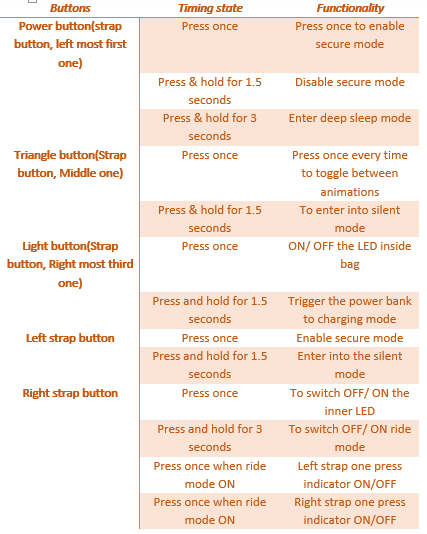 Buttons Timing state Functionality
Power button(strap Press once Press once to enable
button, left most first secure mode
one)
Press & hold for 1.5 Disable secure mode
seconds
Press & hold for 3 Enter deep sleep mode
seconds
Triangle button(Strap Press once Press once every time
button, Middle one) to toggle between
animations
Press & hold for 1.5 To enter into silent
seconds mode
Light button(Strap Press once ON/ OFF the LED inside
button, Right most third bag
one)
Press and hold for 1.5 Trigger the power bank
seconds to charging mode
Left strap button Press once Enable secure mode
Press and hold for 1.5 Enter into the silent
seconds mode
Right strap button Press once To switch OFF/ ON the
inner LED
Press and hold for 3 To switch OFF/ ON ride
seconds mode
Press once when ride Left strap one press
mode ON indicator ON/OFF
Press once when ride Right strap one press
mode ON indicator ON/OFF